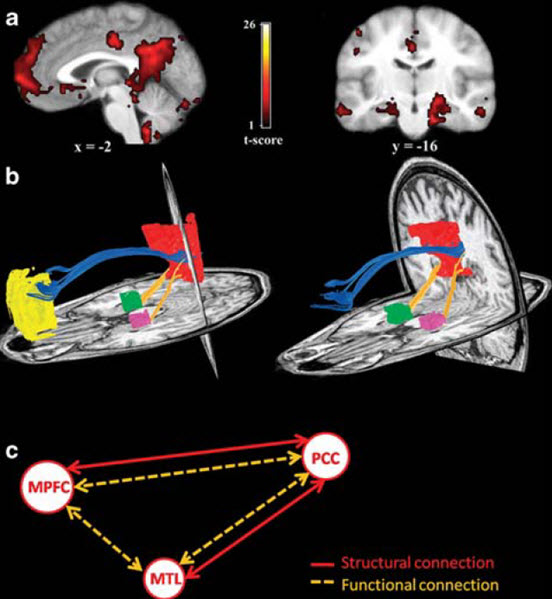 a
26
1
t-score
x = -2
y = -16
b
c
MPFC
PCC
MTL
Structural connection
Functional connection